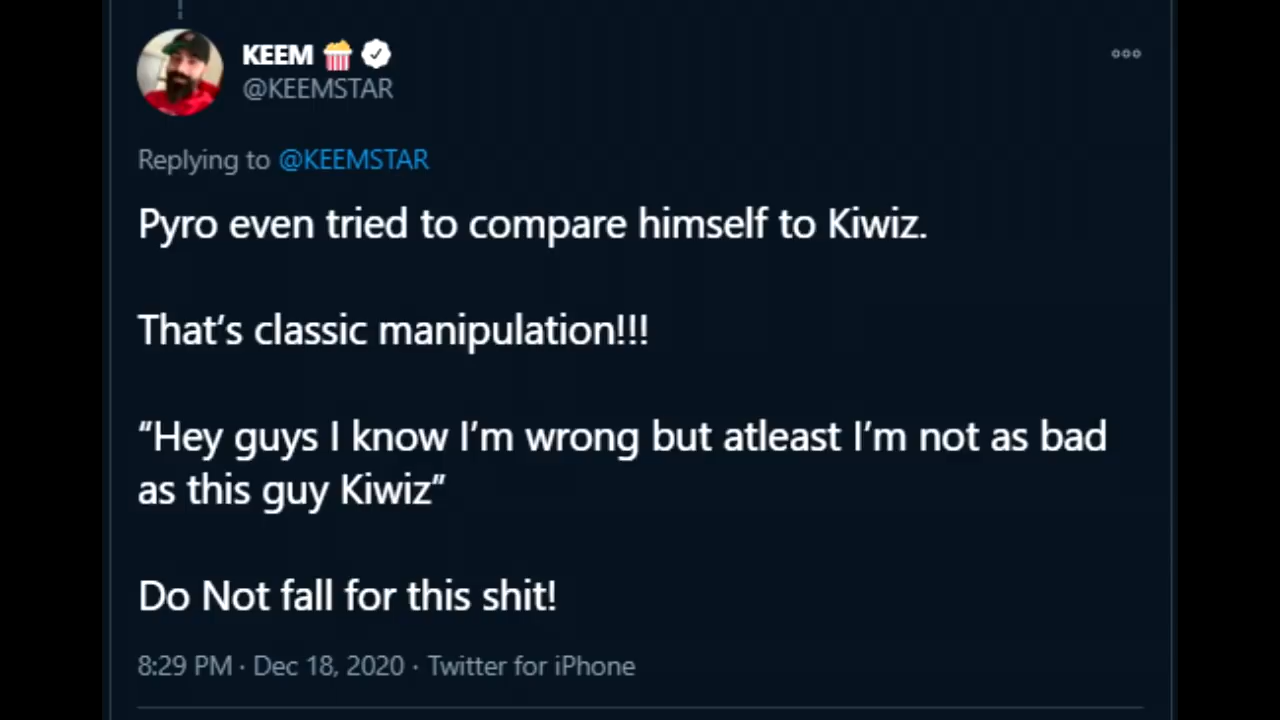 KEEM 🍿
@KEEMSTAR
Replying to @KEEMSTAR
Pyro even tried to compare himself to Kiwiz.
That's classic manipulation!!!
“Hey guys I know I'm wrong but atleast I'm not as bad
as this guy Kiwiz”
Do Not fall for this shit!
8:29 PM · Dec 18, 2020 · Twitter for iPhone